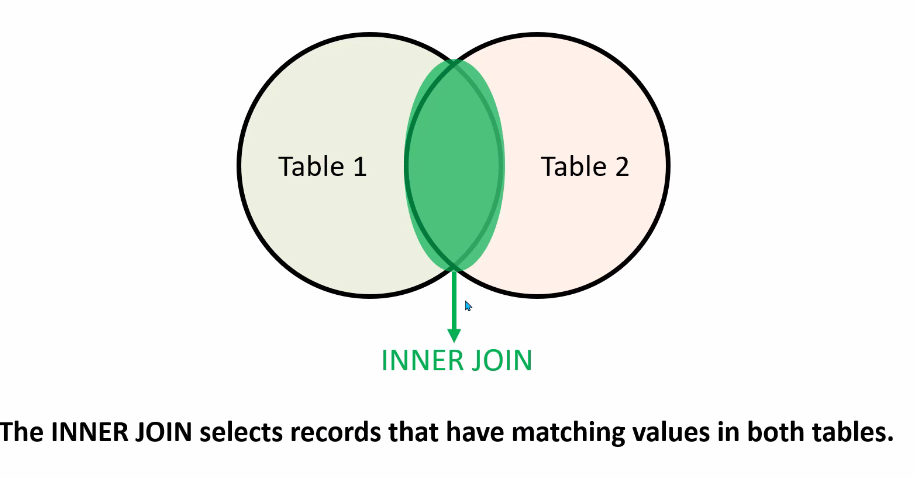 Table 1
Table 2
INNER JOIN
The INNER JOIN selects records that have matching values in both tables.